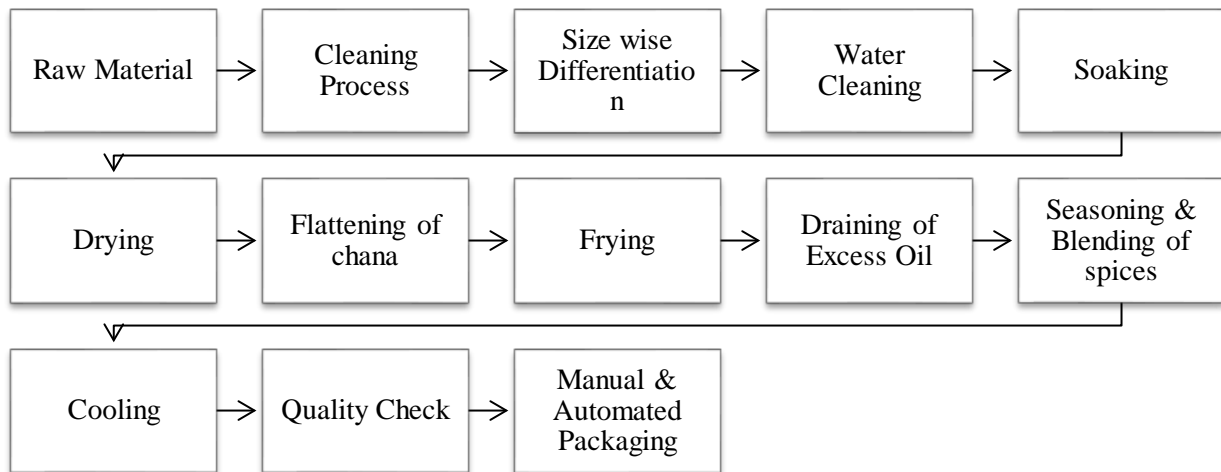 Raw Material
Cleaning
Process
Size wise
Differentiatio
n
Water
Cleaning
Soaking
Drying
Flattening of
chana
Frying
Draining of
Excess Oil
Seasoning &
Blending of
spices
Cooling
Quality Check
Manual &
Automated
Packaging